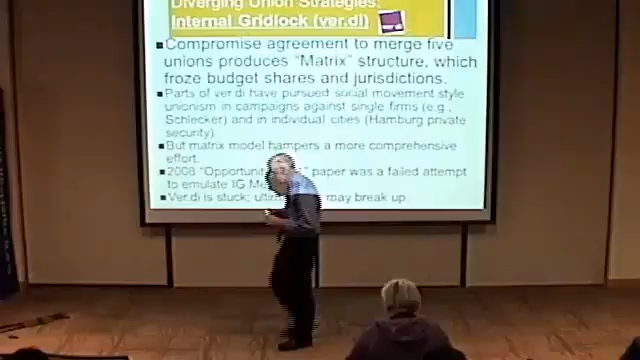 Diverging Union Strategies:
Internal Gridlock (ver.di)
Compromise agreement to merge five
unions produces “Matrix” structure, which
froze budget shares and jurisdictions.
Parts of ver.di have pursued social movement style
unionism in campaigns against single firms (e.g.,
Schlecker) and in individual cities (Hamburg private
security).
But matrix model hampers a more comprehensive
effort.
2008 paper was a failed attempt
to emulate IG
Ver.di is stuck; may break up.